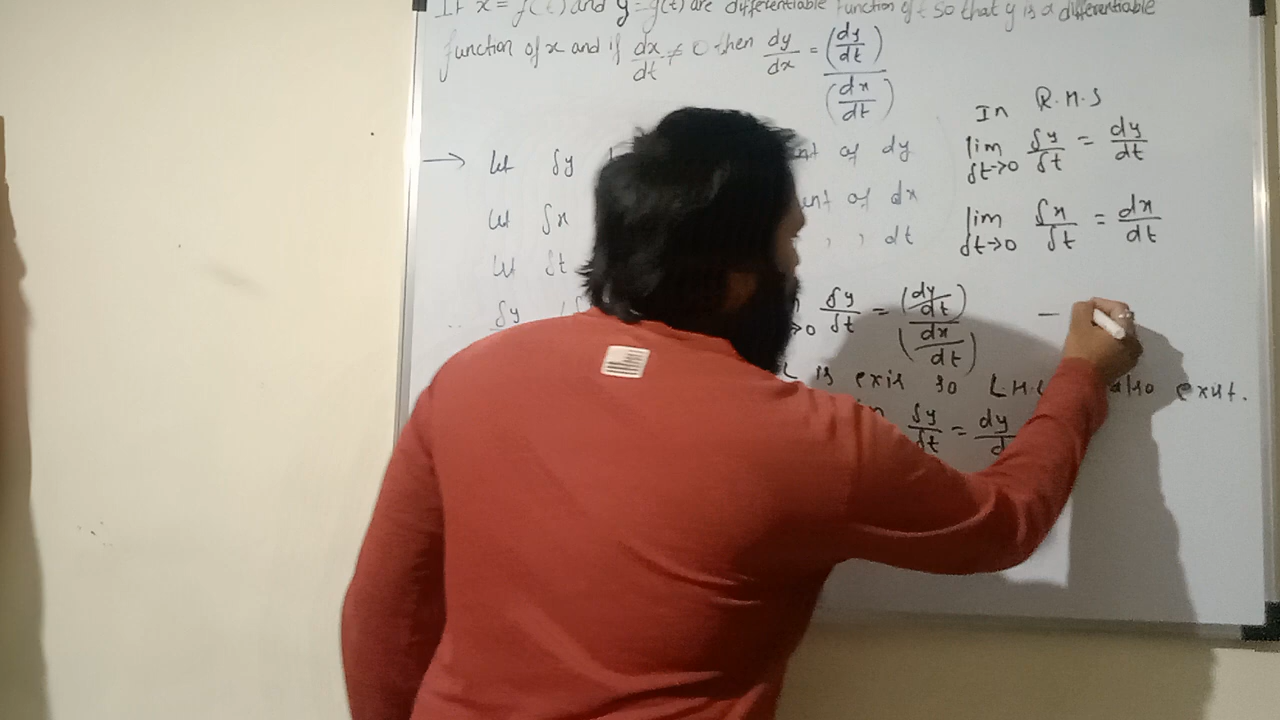 If x = f(t) and y = g(t) are differentiable function of t so that y is a differentiable
function of x and if dx/dt ≠ 0 then dy/dx = (dy/dt)/(dx/dt)
→ Let δy of dy
Let δx of dx
Let δt , , dt
In R.H.S
lim δt→0 δy/δt = dy/dt
lim δt→0 δx/δt = dx/dt
.. δy
→0 δy/δt = (dy/dt)/(dx/dt) —
is exis so L.H. also exist.
δy/δt = dy/